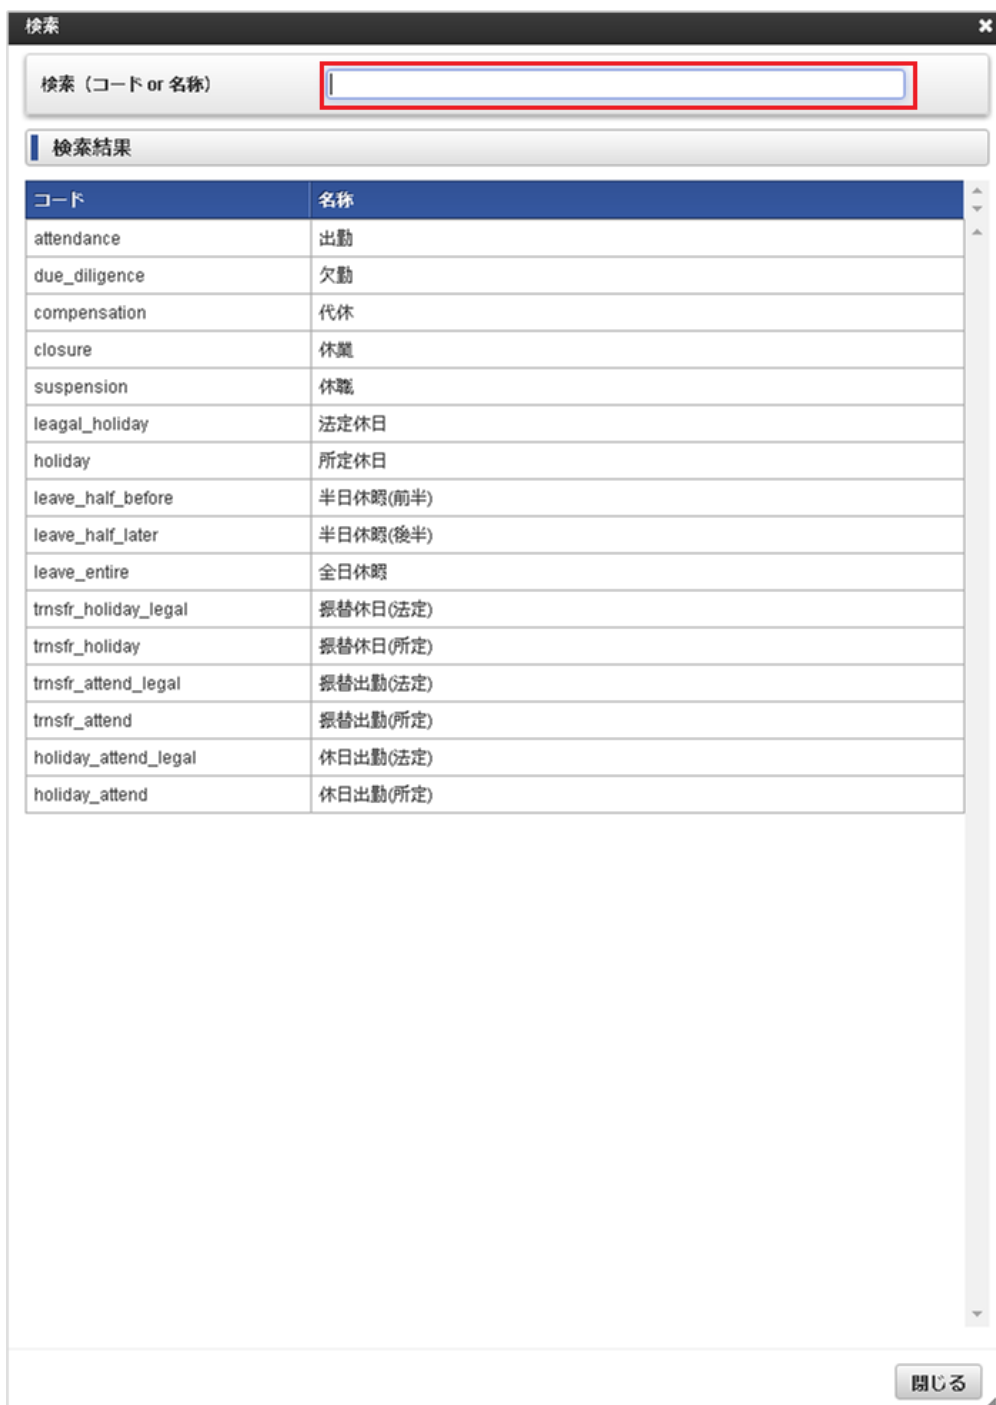 検索
検索（コード or 名称）
検索結果
コード 名称
attendance 出勤
due_diligence 欠勤
compensation 代休
closure 休業
suspension 休職
leagal_holiday 法定休日
holiday 所定休日
leave_half_before 半日休暇(前半)
leave_half_later 半日休暇(後半)
leave_entire 全日休暇
trnsfr_holiday_legal 振替休日(法定)
trnsfr_holiday 振替休日(所定)
trnsfr_attend_legal 振替出勤(法定)
trnsfr_attend 振替出勤(所定)
holiday_attend_legal 休日出勤(法定)
holiday_attend 休日出勤(所定)
閉じる